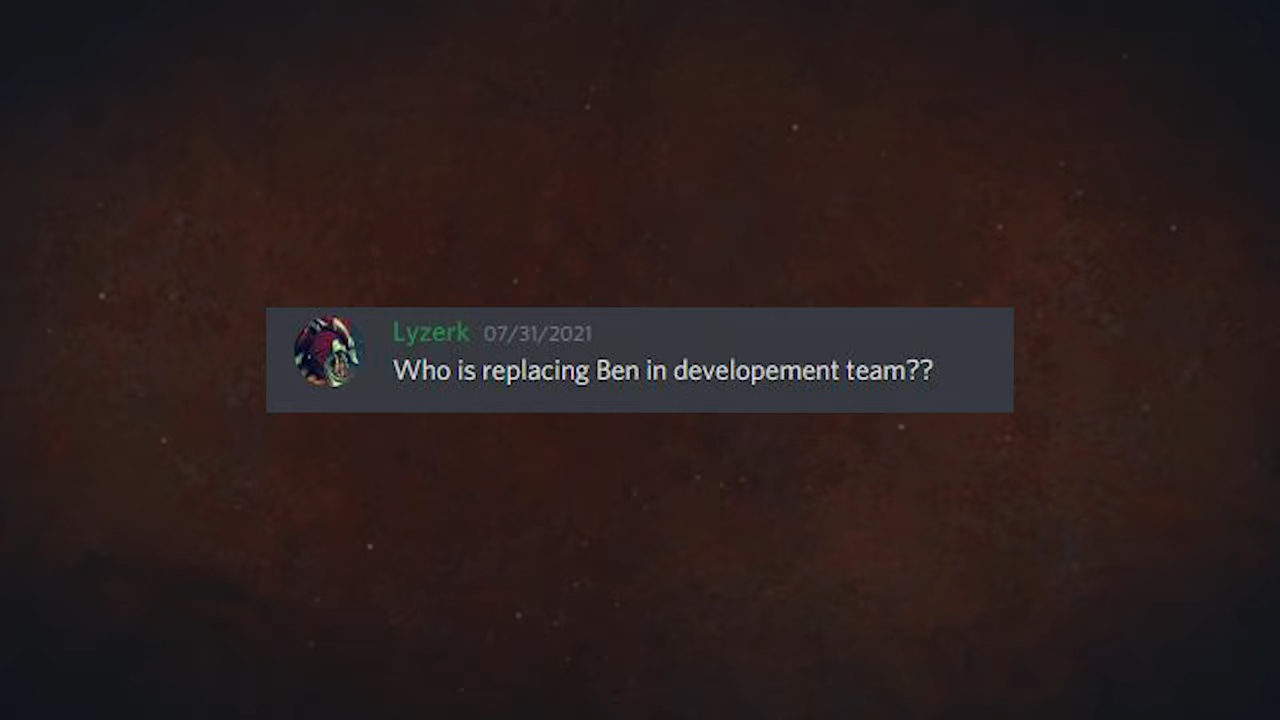 Lyzerk 07/31/2021
Who is replacing Ben in developement team??